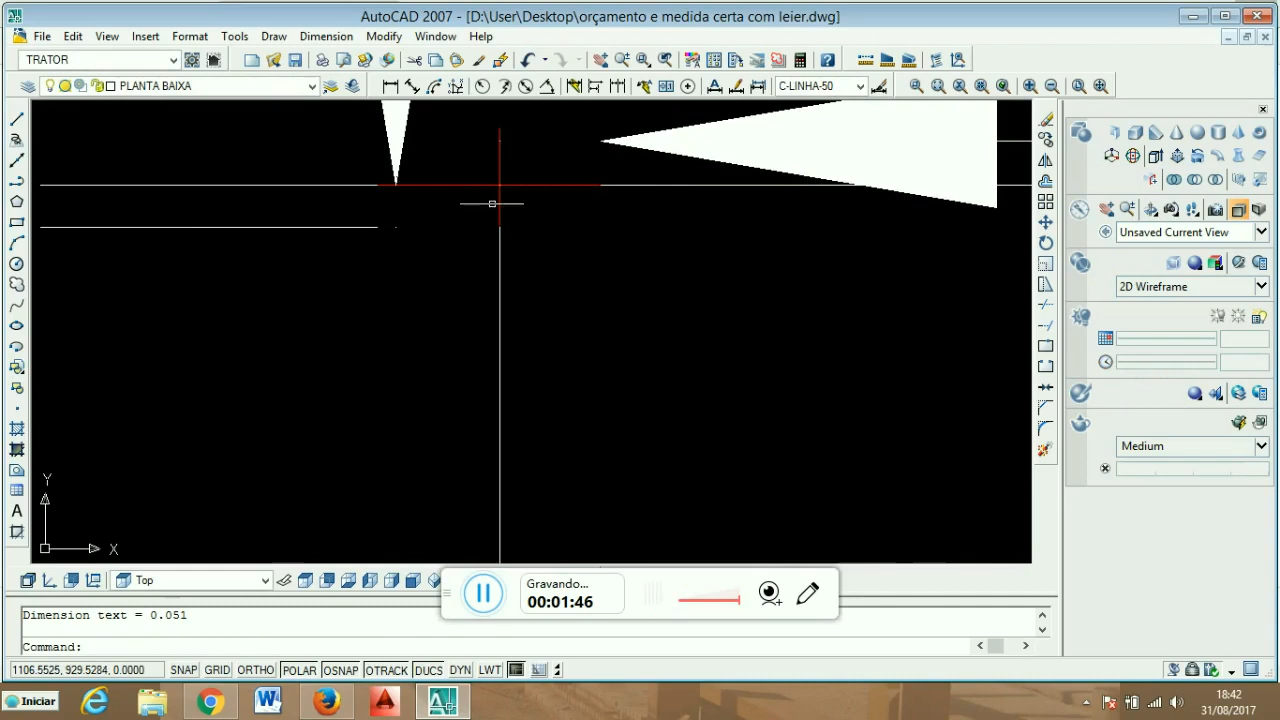 AutoCAD 2007 - [D:\User\Desktop\orçamento e medida certa com leier.dwg]
File Edit View Insert Format Tools Draw Dimension Modify Window Help
TRATOR
PLANTA BAIXA
C-LINHA-50
Unsaved Current View
2D Wireframe
Medium
Y
X
Top
Gravando...
00:01:46
Dimension text = 0.051
Command:
1106.5525, 929.5284, 0.0000 SNAP GRID ORTHO POLAR OSNAP OTRACK DUCS DYN LWT
Iniciar
18:42
31/08/2017